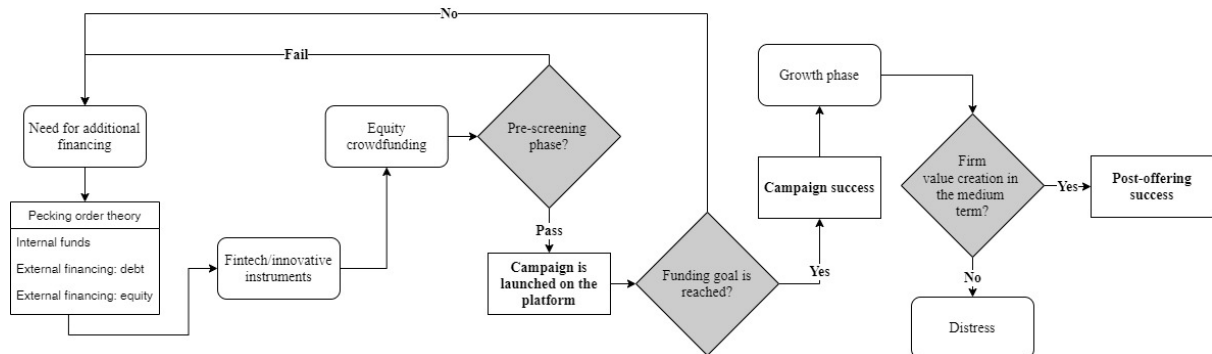 No
Fail
Need for additional
financing
Pecking order theory
Internal funds
External financing: debt
External financing: equity
Fintech/innovative
instruments
Equity
crowdfunding
Pre-screening
phase?
Pass
Campaign is
launched on the
platform
Funding goal is
reached?
Yes
Campaign success
Growth phase
Firm
value creation in
the medium
term?
Yes
Post-offering
success
No
Distress